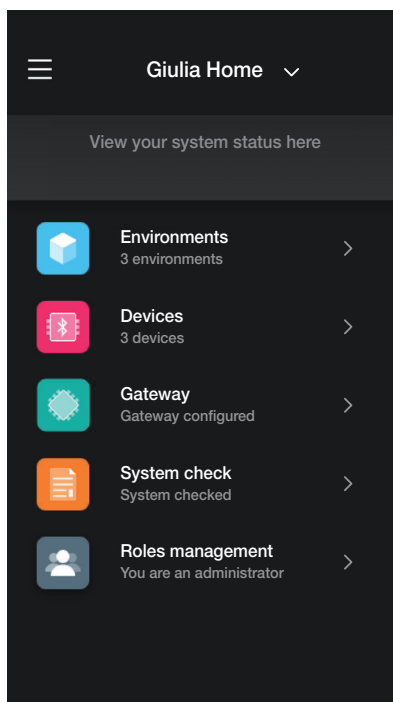 Giulia Home
View your system status here
Environments
3 environments
Devices
3 devices
Gateway
Gateway configured
System check
System checked
Roles management
You are an administrator